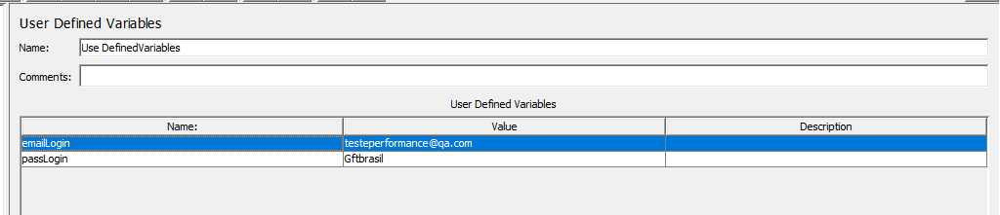 User Defined Variables
Name: Use DefinedVariables
Comments:
User Defined Variables
Name: Value Description
emailLogin testeperformance@qa.com
passLogin Gftbrasil